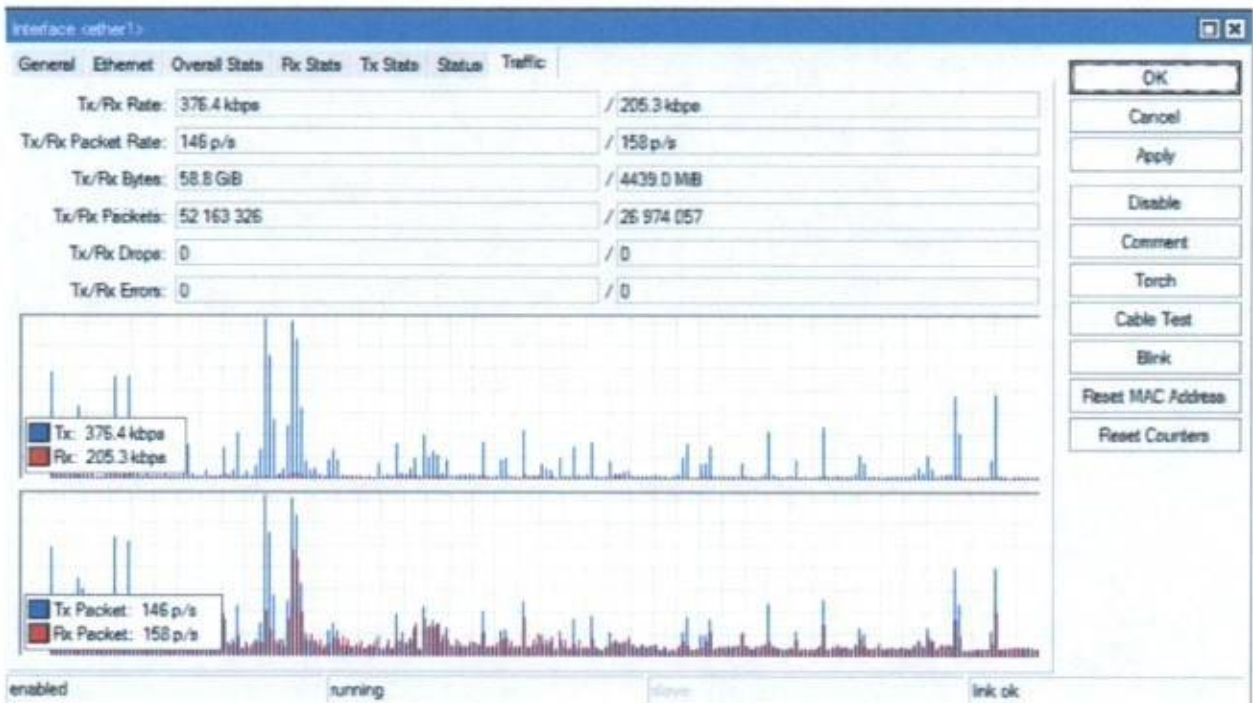 Interface <ether1>
General Ethernet Overall Stats Rx Stats Tx Stats Status Traffic
Tx/Rx Rate: 376.4 kbps / 205.3 kbps
Tx/Rx Packet Rate: 146 p/s / 158 p/s
Tx/Rx Bytes: 58.8 GiB / 4439.0 MiB
Tx/Rx Packets: 52 163 326 / 26 974 057
Tx/Rx Drops: 0 / 0
Tx/Rx Errors: 0 / 0
Tx: 376.4 kbps
Rx: 205.3 kbps
Tx Packet: 146 p/s
Rx Packet: 158 p/s
OK
Cancel
Apply
Disable
Comment
Torch
Cable Test
Blink
Reset MAC Address
Reset Counters
enabled running slave link ok